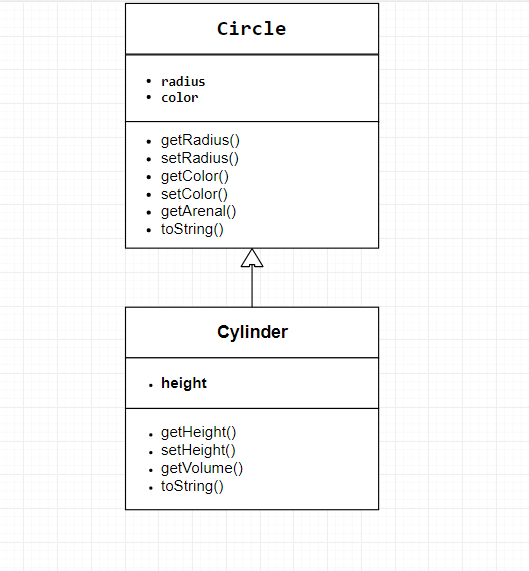 Circle
radius
color
getRadius()
setRadius()
getColor()
setColor()
getArenal()
toString()
Cylinder
height
getHeight()
setHeight()
getVolume()
toString()